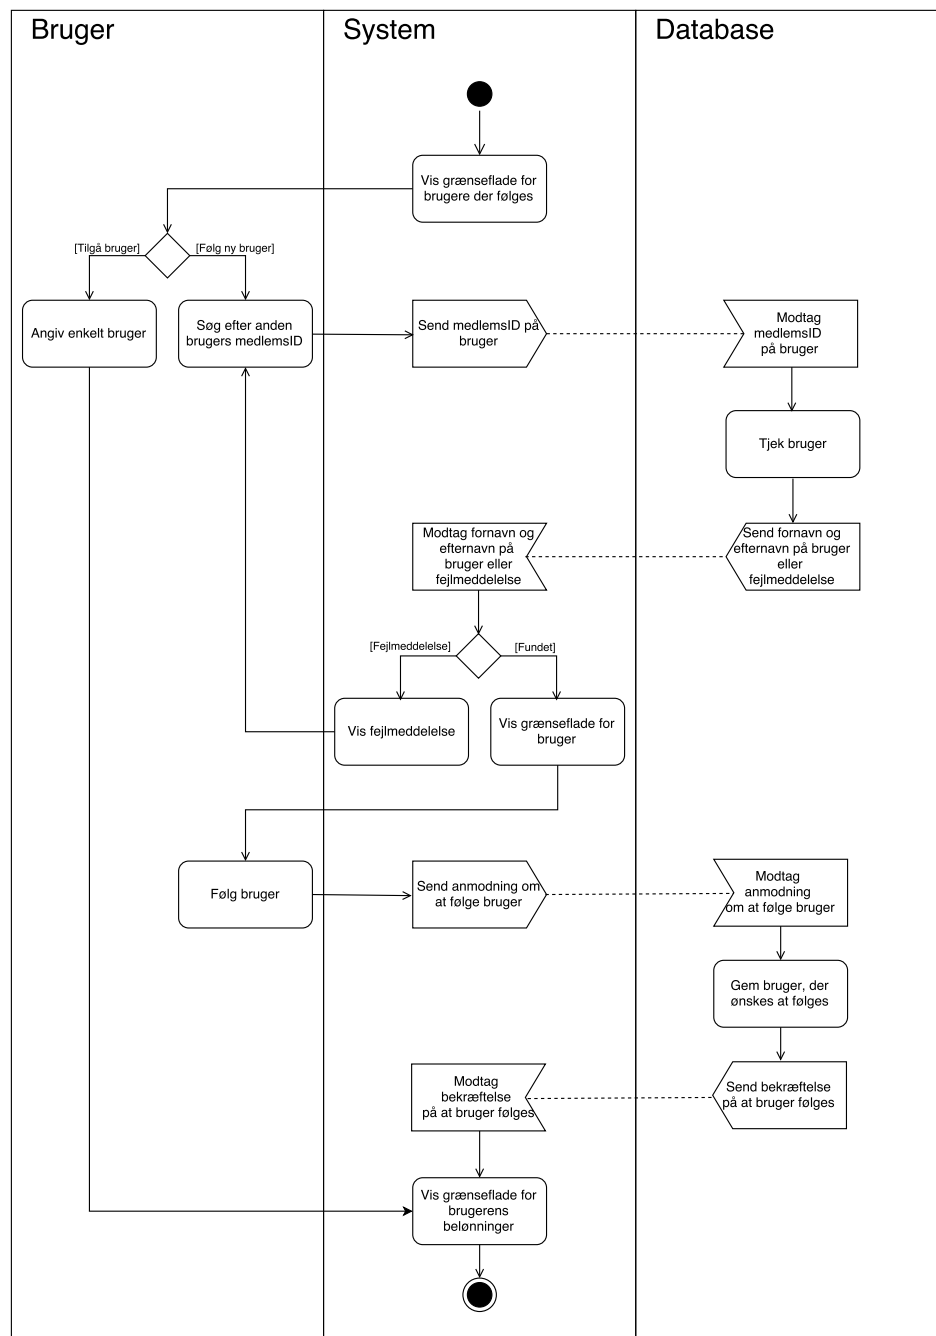 Bruger
System
Database
Vis grænseflade for
brugere der følges
[Tilgå bruger]
[Følg ny bruger]
Angiv enkelt bruger
Søg efter anden
brugers medlemsID
Send medlemsID på
bruger
Modtag
medlemsID
på bruger
Tjek bruger
Modtag fornavn og
efternavn på
bruger eller
fejlmeddelelse
Send fornavn og
efternavn på bruger
eller
fejlmeddelelse
[Fejlmeddelelse]
[Fundet]
Vis fejlmeddelelse
Vis grænseflade for
bruger
Følg bruger
Send anmodning om
at følge bruger
Modtag
anmodning
om at følge bruger
Gem bruger, der
ønskes at følges
Modtag
bekræftelse
på at bruger følges
Send bekræftelse
på at bruger følges
Vis grænseflade for
brugerens
belønninger